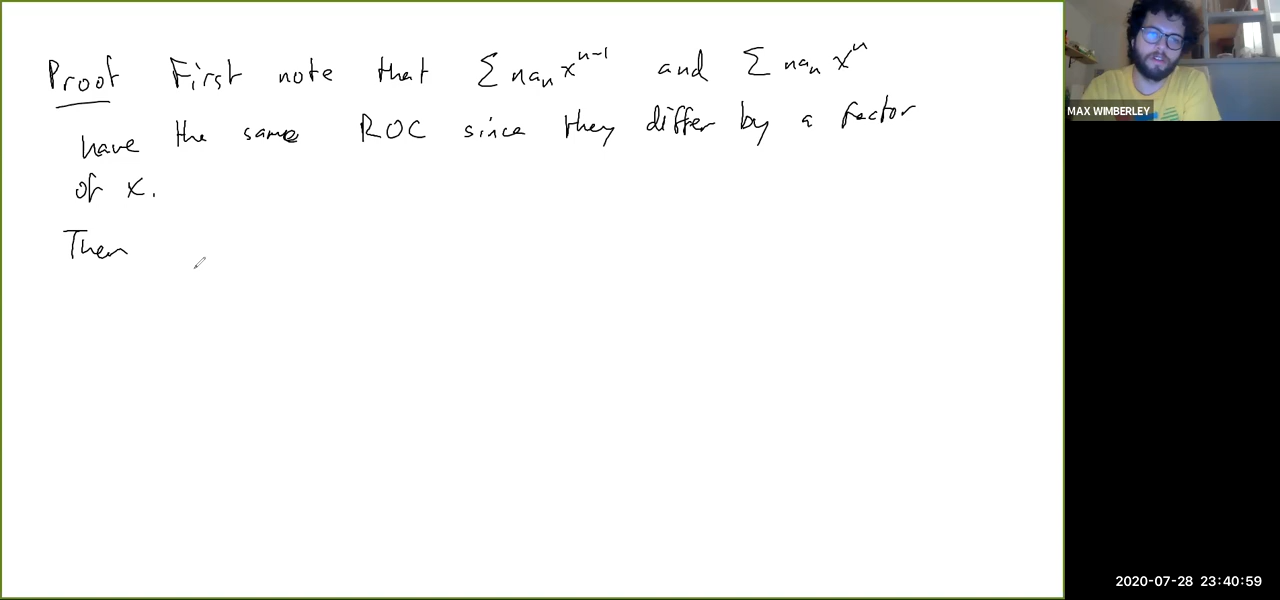 Proof First note that Σ naₙxⁿ⁻¹ and Σ naₙxⁿ
have the same ROC since they differ by a factor
of x.
Then
MAX WIMBERLEY
2020-07-28 23:40:59